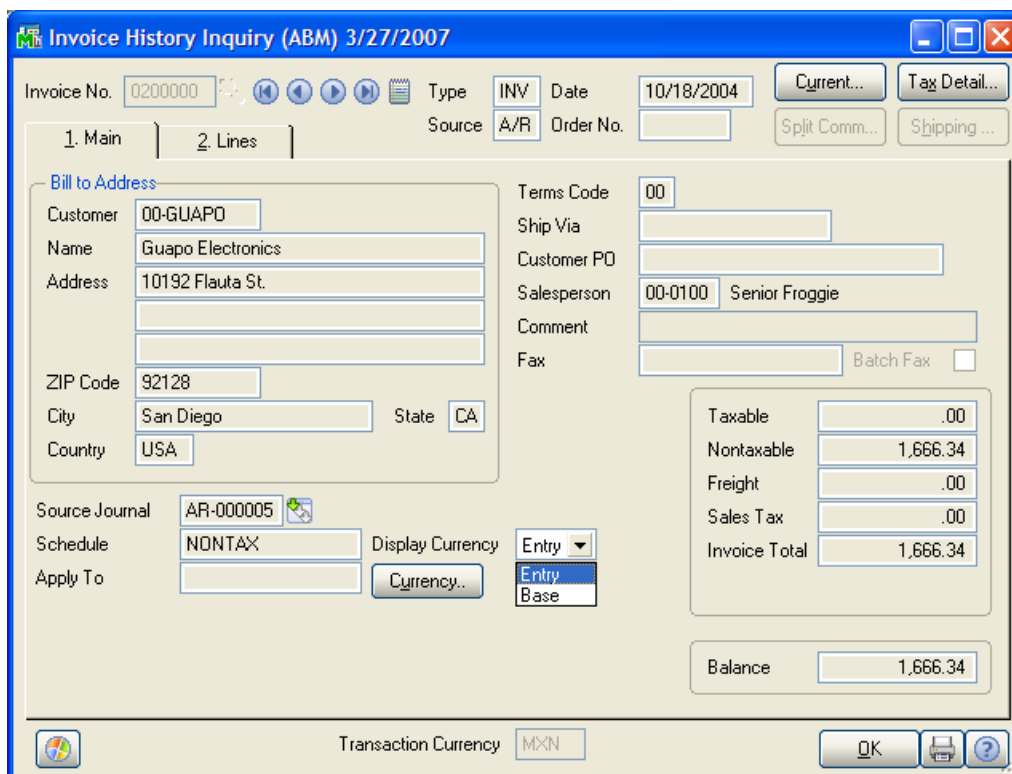 Invoice History Inquiry (ABM) 3/27/2007
Invoice No. 0200000 Type INV Date 10/18/2004 Current... Tax Detail...
Source A/R Order No. Split Comm... Shipping ...
1. Main 2. Lines
Bill to Address
Customer 00-GUAPO
Name Guapo Electronics
Address 10192 Flauta St.
ZIP Code 92128
City San Diego State CA
Country USA
Terms Code 00
Ship Via
Customer PO
Salesperson 00-0100 Senior Froggie
Comment
Fax Batch Fax
Source Journal AR-000005
Schedule NONTAX Display Currency Entry
Apply To Currency.. Entry
Base
Taxable .00
Nontaxable 1,666.34
Freight .00
Sales Tax .00
Invoice Total 1,666.34
Balance 1,666.34
Transaction Currency MXN OK